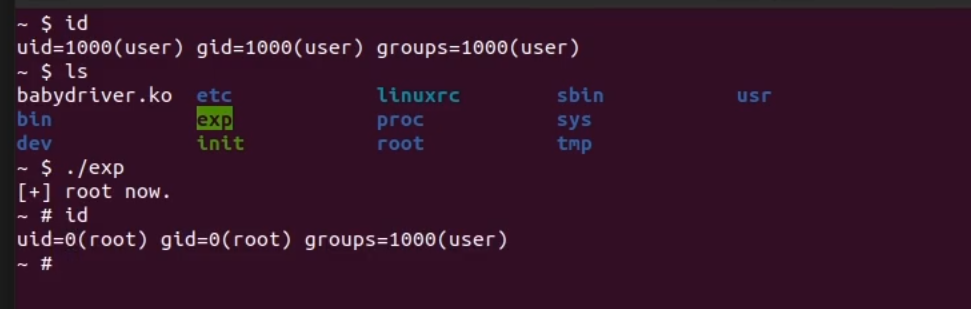 ~ $ id
uid=1000(user) gid=1000(user) groups=1000(user)
~ $ ls
babydriver.ko  etc            linuxrc        sbin           usr
bin            exp            proc           sys
dev            init           root           tmp
~ $ ./exp
[+] root now.
~ # id
uid=0(root) gid=0(root) groups=1000(user)
~ #